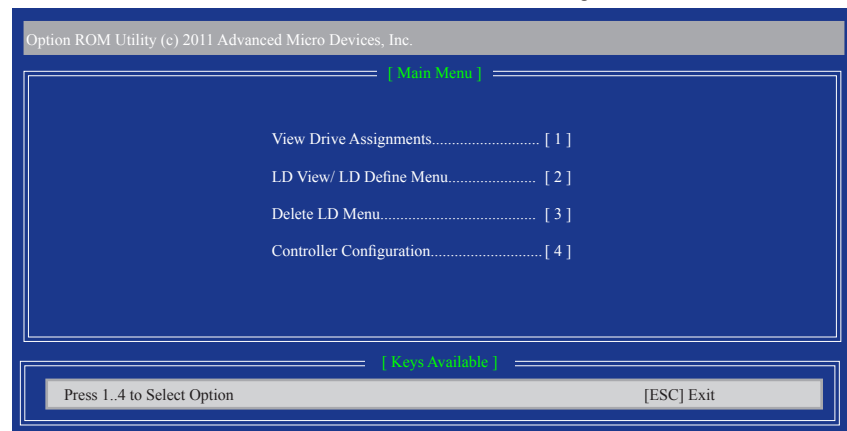 Option ROM Utility (c) 2011 Advanced Micro Devices, Inc.
[ Main Menu ]
View Drive Assignments........................... [ 1 ]
LD View/ LD Define Menu...................... [ 2 ]
Delete LD Menu....................................... [ 3 ]
Controller Configuration............................ [ 4 ]
[ Keys Available ]
Press 1..4 to Select Option [ESC] Exit